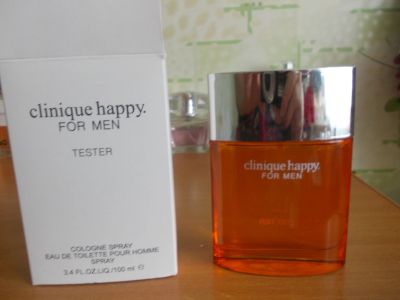 clinique happy.
FOR MEN
TESTER
COLOGNE SPRAY
EAU DE TOILETTE POUR HOMME
SPRAY
3.4 FL.OZ.LIQ./100 ml e
clinique happy.
FOR MEN